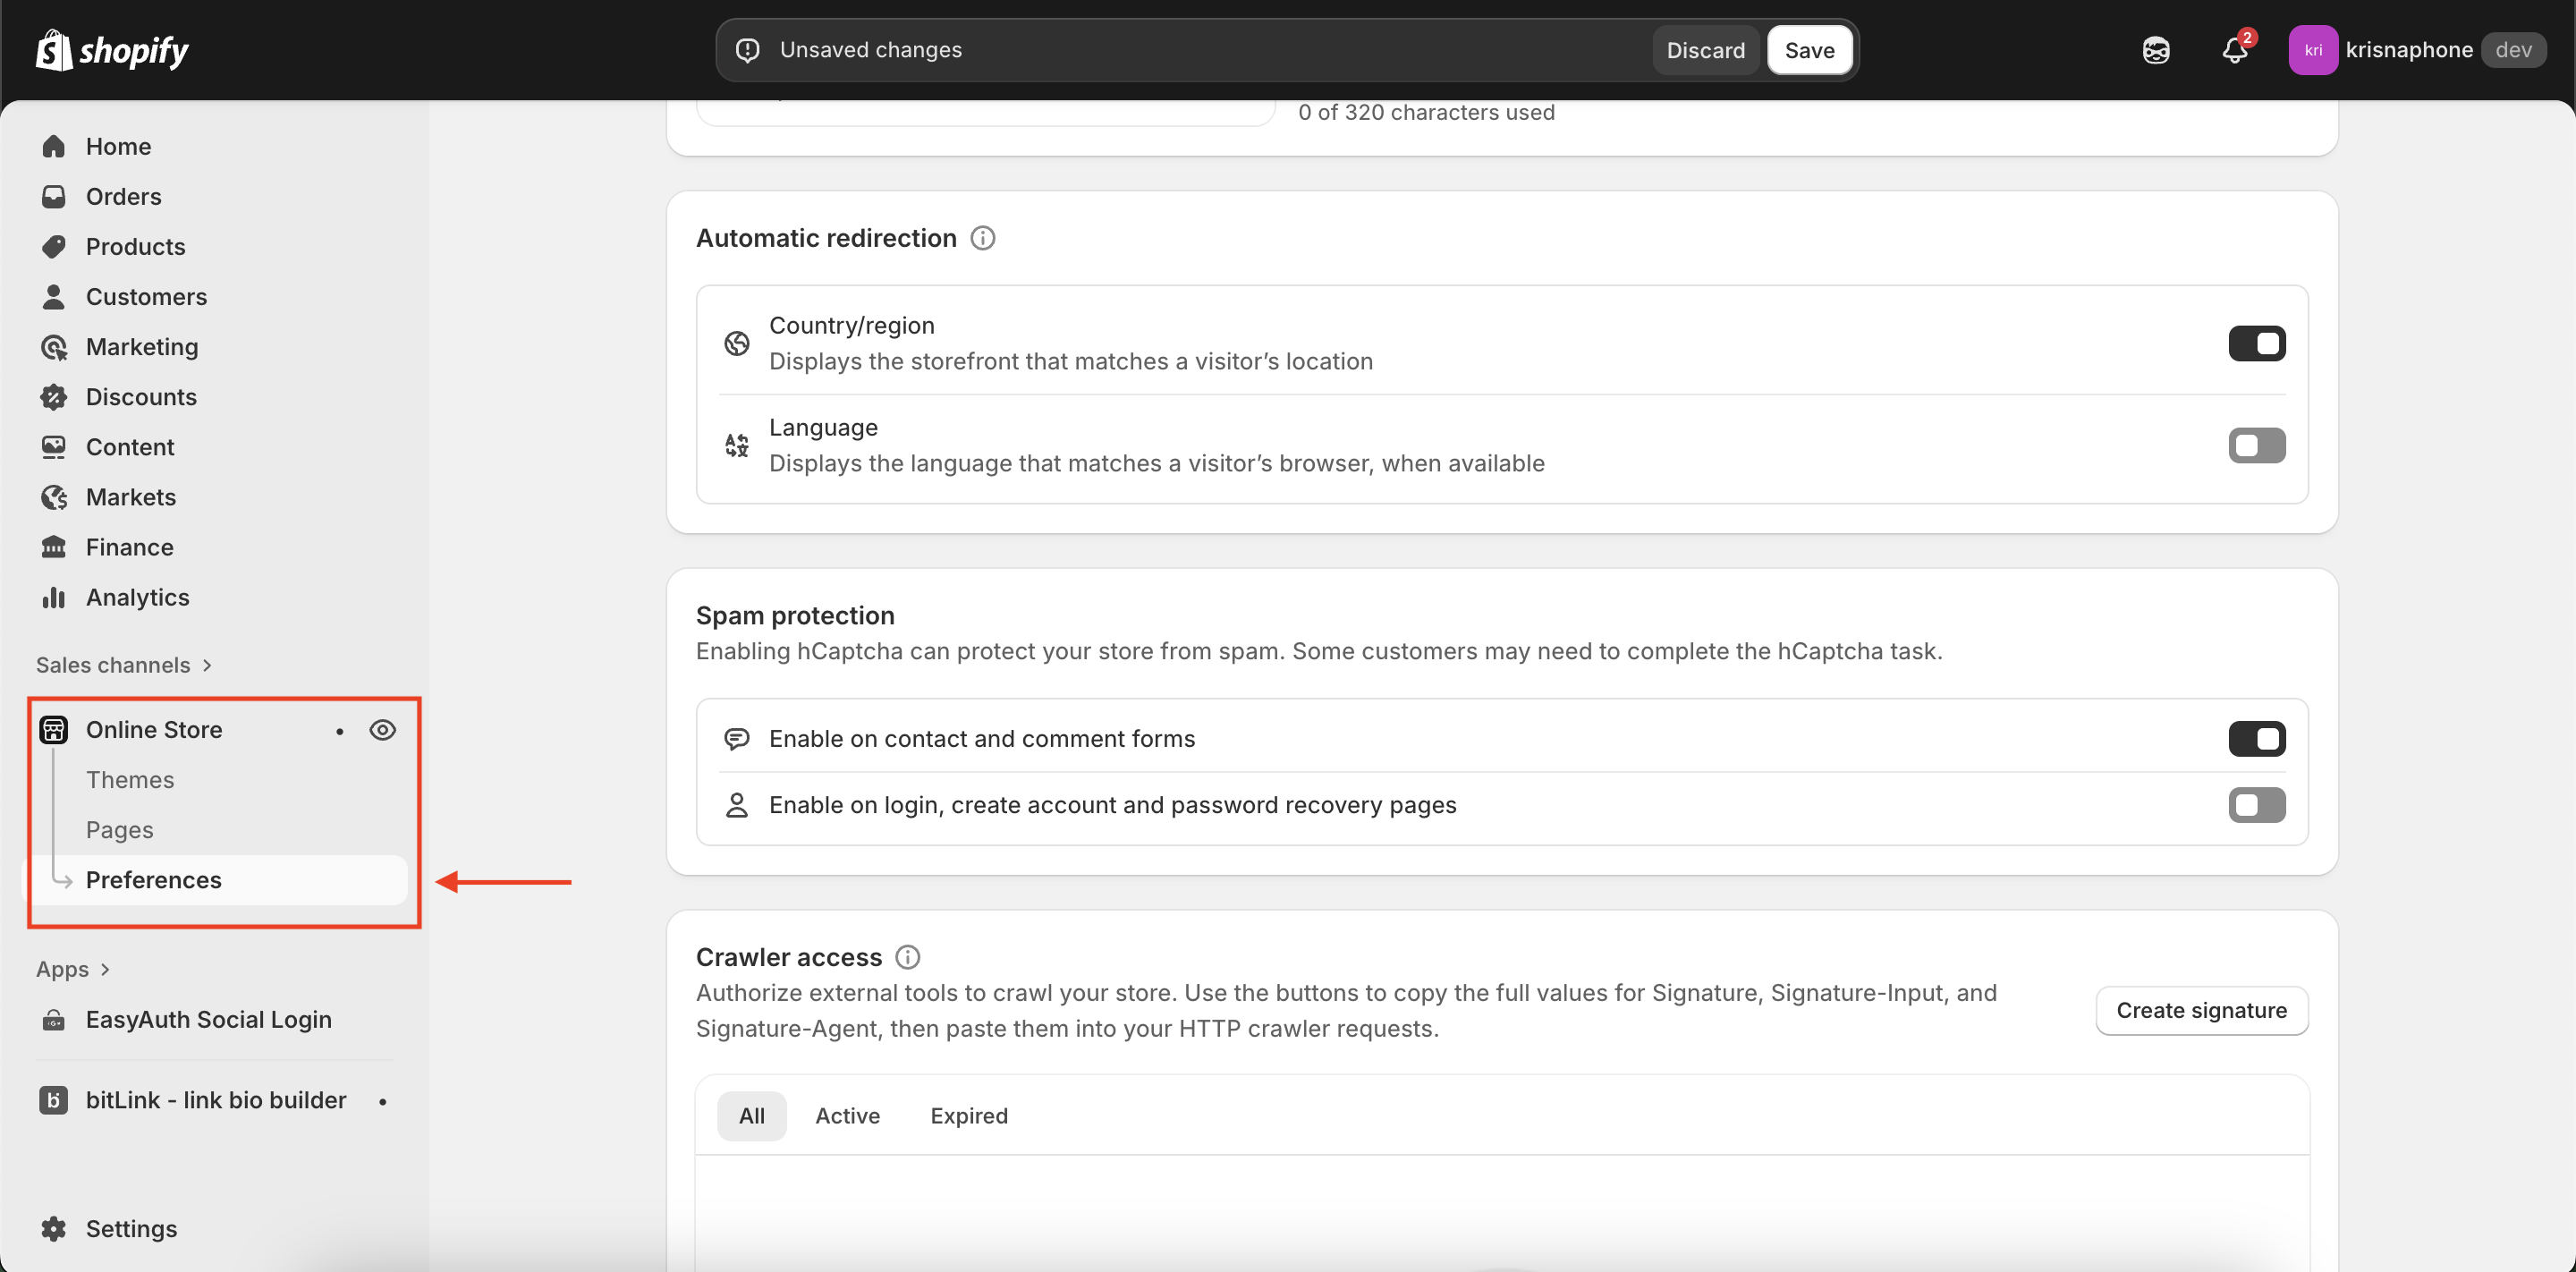 shopify
Unsaved changes
Discard
Save
2
kri
krisnaphone
dev
Home
Orders
Products
Customers
Marketing
Discounts
Content
Markets
Finance
Analytics
Sales channels
Online Store
Themes
Pages
Preferences
Apps
EasyAuth Social Login
bitLink - link bio builder
Settings
0 of 320 characters used
Automatic redirection
Country/region
Displays the storefront that matches a visitor’s location
Language
Displays the language that matches a visitor’s browser, when available
Spam protection
Enabling hCaptcha can protect your store from spam. Some customers may need to complete the hCaptcha task.
Enable on contact and comment forms
Enable on login, create account and password recovery pages
Crawler access
Authorize external tools to crawl your store. Use the buttons to copy the full values for Signature, Signature-Input, and
Signature-Agent, then paste them into your HTTP crawler requests.
Create signature
All
Active
Expired